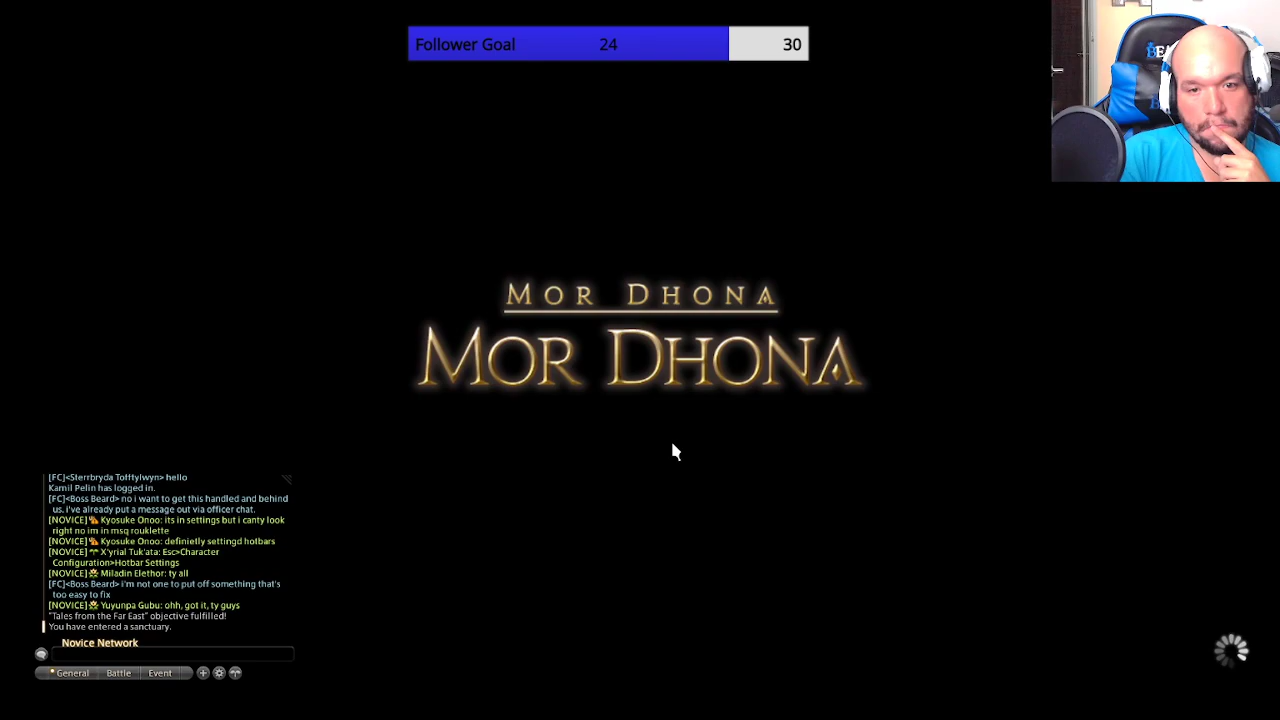 Follower Goal 24 30
BEA
MOR DHONA
MOR DHONA
[FC]<Sterrbryda Tofftylwyn> hello
Kamil Pelin has logged in.
[FC]<Boss Beard> no i want to get this handled and behind
us. i've already put a message out via officer chat.
[NOVICE] Kyosuke Onoo: its in settings but i canty look
right no im in msq rouklette
[NOVICE] Kyosuke Onoo: definietly settingd hotbars
[NOVICE] X'yrial Tuk'ata: Esc>Character
Configuration>Hotbar Settings
[NOVICE] Miladin Elethor: ty all
[FC]<Boss Beard> i'm not one to put off something that's
too easy to fix
[NOVICE] Yuyunpa Gubu: ohh, got it, ty guys
"Tales from the Far East" objective fulfilled!
You have entered a sanctuary.
Novice Network
General Battle Event